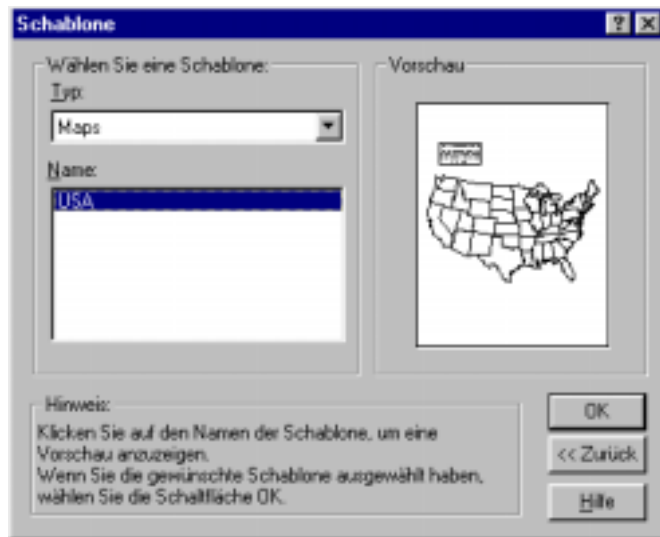 Schablone
Wählen Sie eine Schablone:
Typ:
Maps
Name:
USA
Vorschau
Hinweis:
Klicken Sie auf den Namen der Schablone, um eine
Vorschau anzuzeigen.
Wenn Sie die gewünschte Schablone ausgewählt haben,
wählen Sie die Schaltfläche OK.
OK
<< Zurück
Hilfe